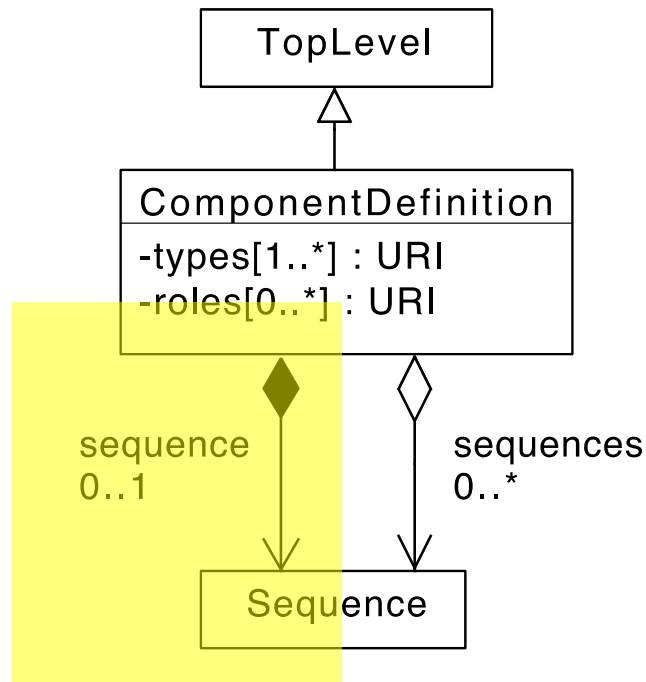 TopLevel
ComponentDefinition
-types[1..*] : URI
-roles[0..*] : URI
sequence
0..1
sequences
0..*
Sequence